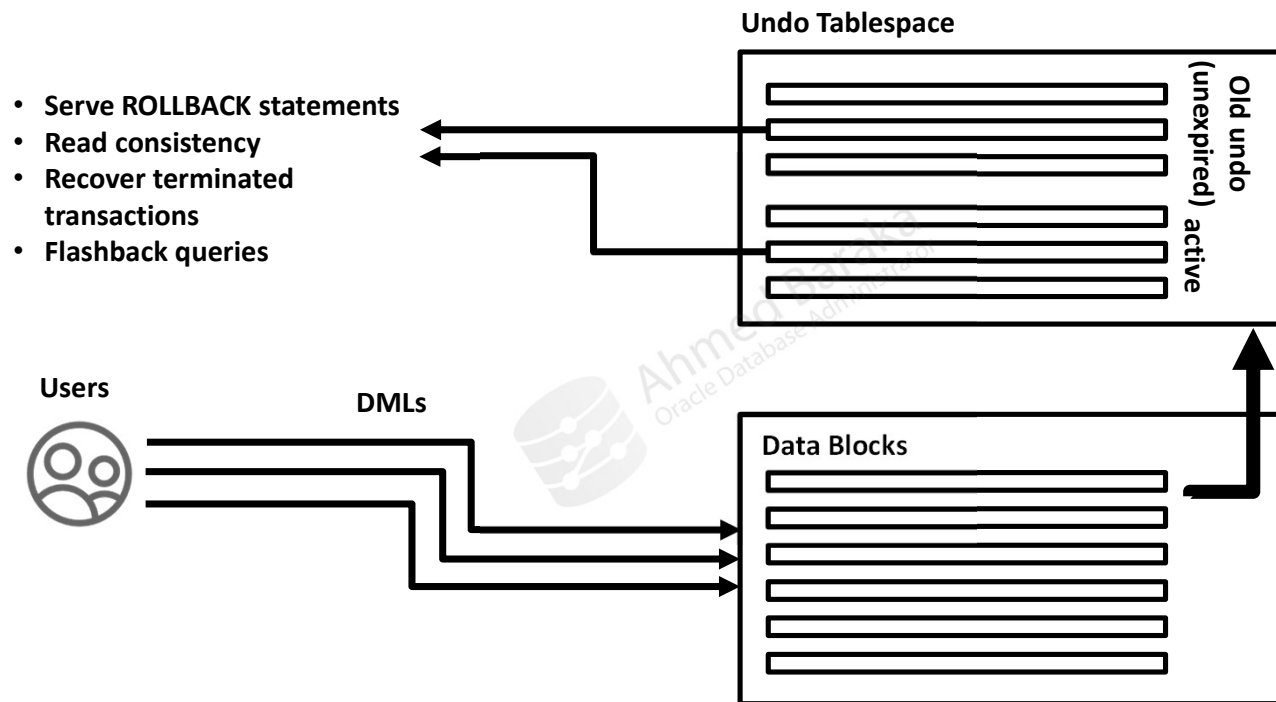 Undo Tablespace
• Serve ROLLBACK statements
• Read consistency
• Recover terminated
transactions
• Flashback queries
Old undo
(unexpired)
active
Ahmed Baraka
Oracle Database Administrator
Users
DMLs
Data Blocks